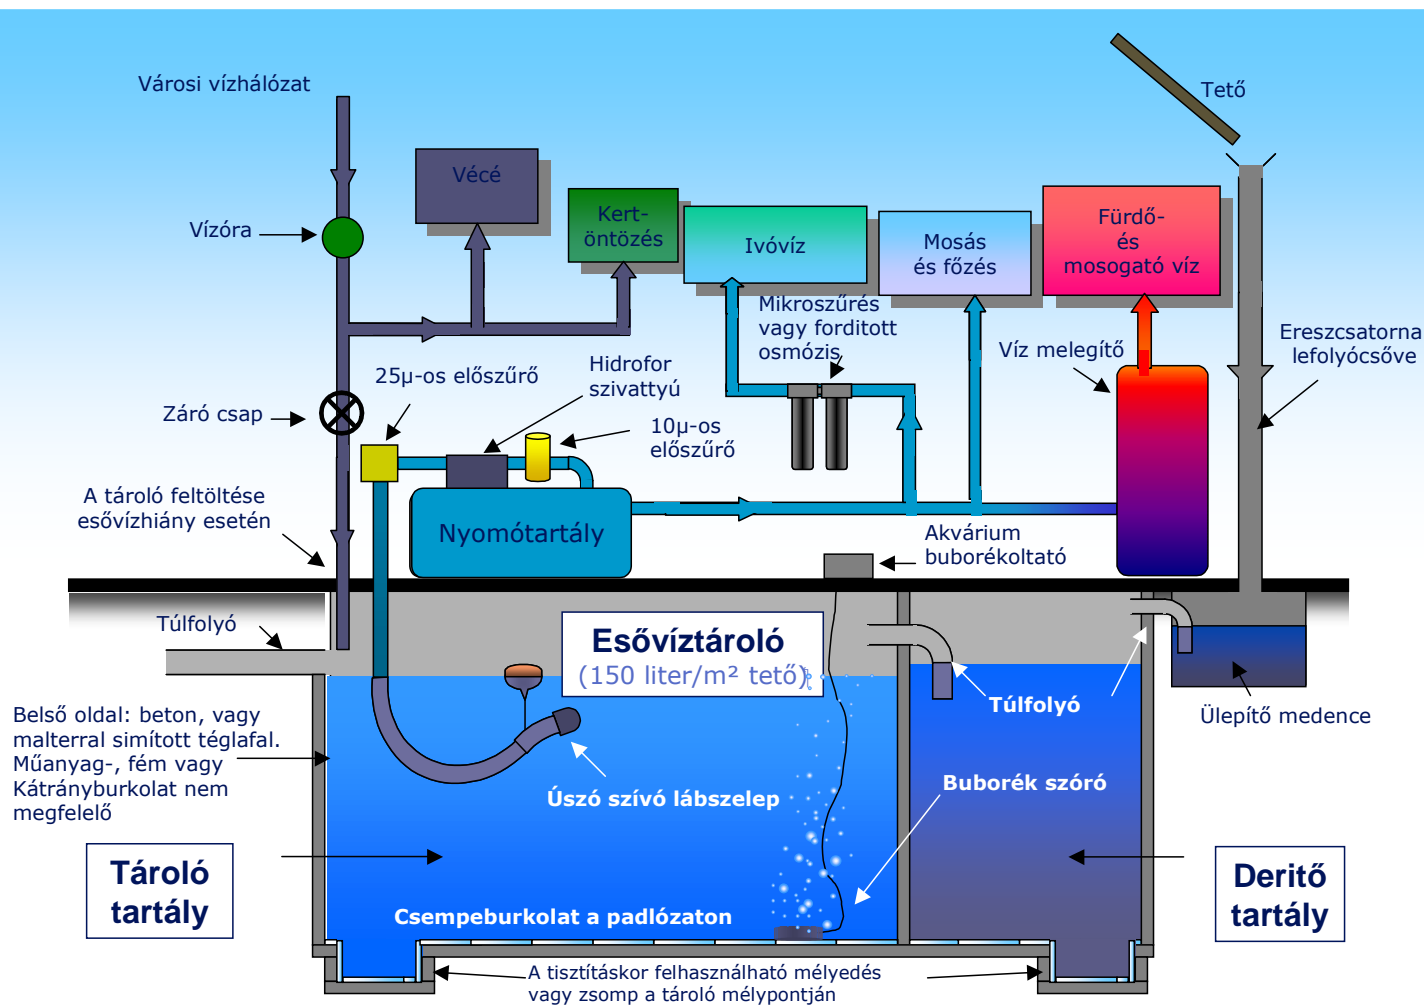 Városi vízhálózat
Tető
Vécé
Kert-
öntözés
Ivóvíz
Mosás
és főzés
Fürdő-
és
mosogató víz
Vízóra
Mikroszűrés
vagy forditott
osmózis
Ereszcsatorna
lefolyócsőve
Víz melegítő
25µ-os előszűrő
Hidrofor
szivattyú
Záró csap
10µ-os
előszűrő
A tároló feltöltése
esővízhiány esetén
Nyomótartály
Akvárium
buborékoltató
Túlfolyó
Esővíztároló
(150 liter/m² tető)
Túlfolyó
Ülepítő medence
Belső oldal: beton, vagy
malterral simított téglafal.
Műanyag-, fém vagy
Kátrányburkolat nem
megfelelő
Úszó szívó lábszelep
Buborék szóró
Tároló
tartály
Deritő
tartály
Csempeburkolat a padlózaton
A tisztításkor felhasználható mélyedés
vagy zsomp a tároló mélypontján